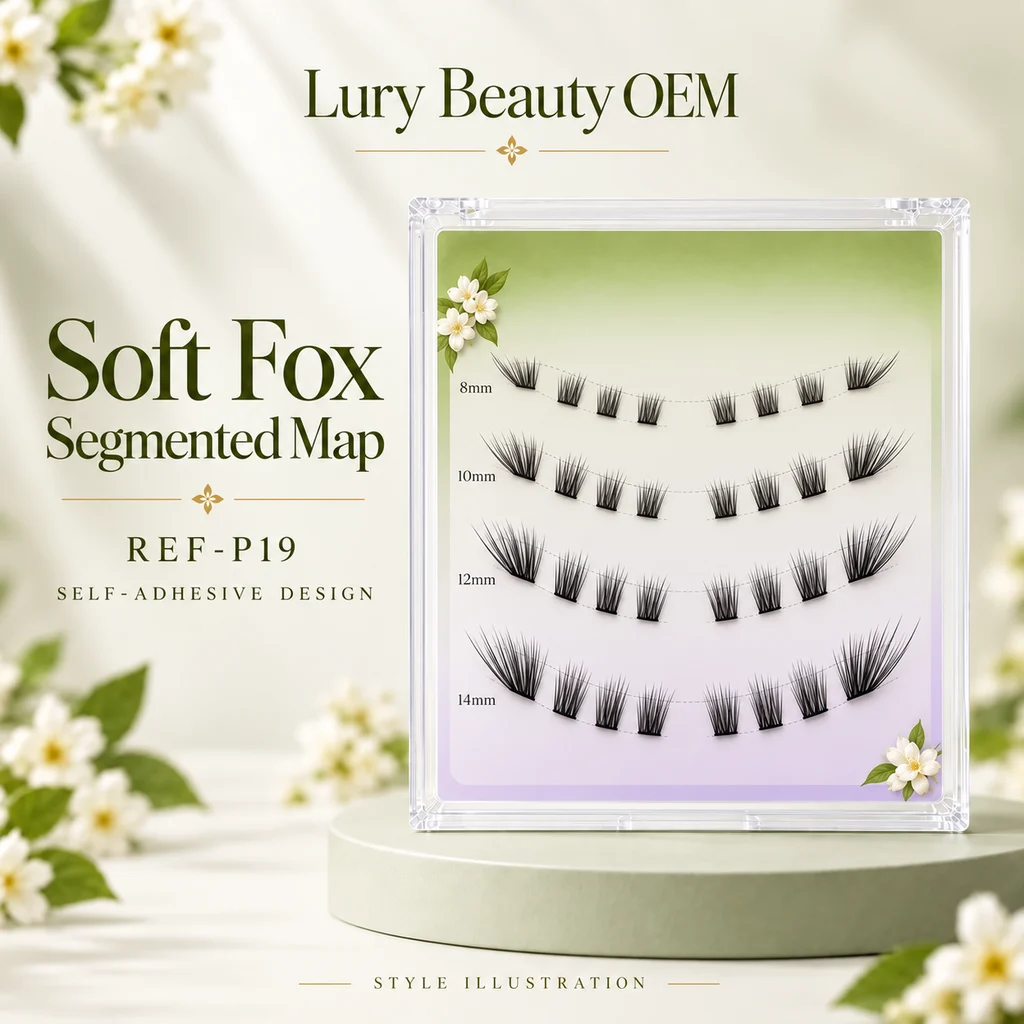 Lury Beauty OEM
Soft Fox
Segmented Map
REF-P19
SELF-ADHESIVE DESIGN
8mm
10mm
12mm
14mm
STYLE ILLUSTRATION